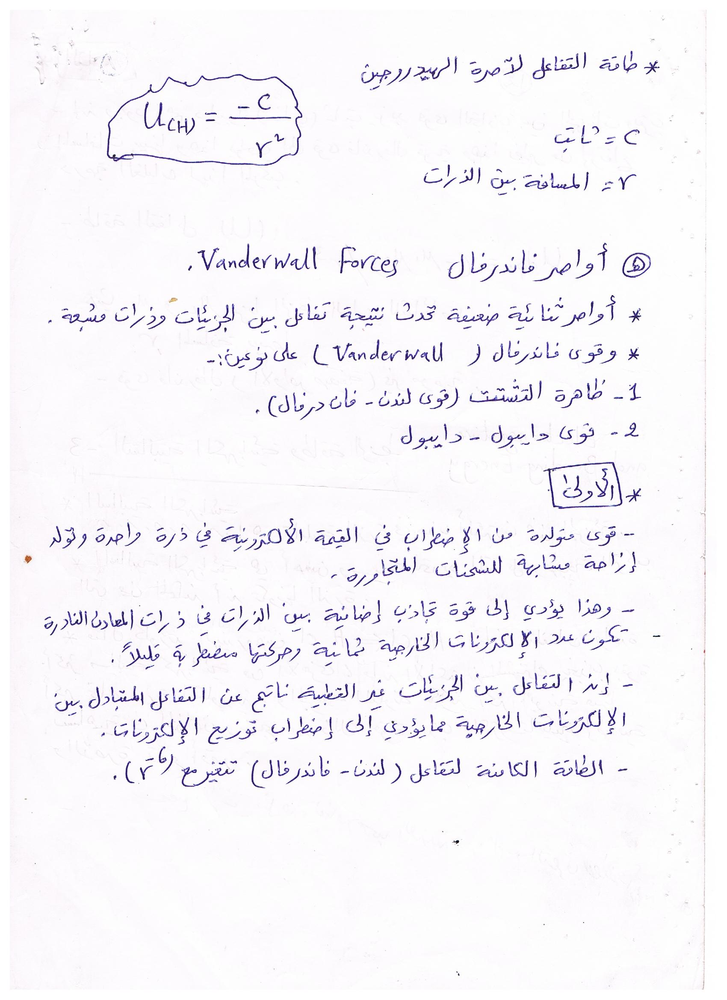 * طاقة التفاعل لآصرة الهيدروجين
U(H) = -C / r²
C = ثابت
r = المسافة بين الذرات
ⓗ أواصر فاندرفال Vanderwall Forces .
* أواصر ثنائية ضعيفة تحدث نتيجة تفاعل بين الجزيئات وذرات مشبعة .
* وقوى فاندرفال ( Vanderwall ) على نوعين :-
1- ظاهرة التشتت (قوى لندن - فان درفال) .
2- قوى دايبول - دايبول
* الأولى
- قوى متولدة من الإضطراب في القيمة الألكترونية في ذرة واحدة وتولد
إزاحة مشابهة للشحنات المتجاورة .
- وهذا يؤدي إلى قوة تجاذب إضافية بين الذرات في ذرات المعادن النادرة
- تكون عدد الإلكترونات الخارجية ثمانية وحركتها مضطربة قليلاً .
- إن التفاعل بين الجزيئات غير القطبية ناتج عن التفاعل المتبادل بين
الإلكترونات الخارجية مما يؤدي إلى إضطراب توزيع الإلكترونات .
- الطاقة الكامنة لتفاعل (لندن - فاندرفال) تتغير مع (r⁻⁶) .